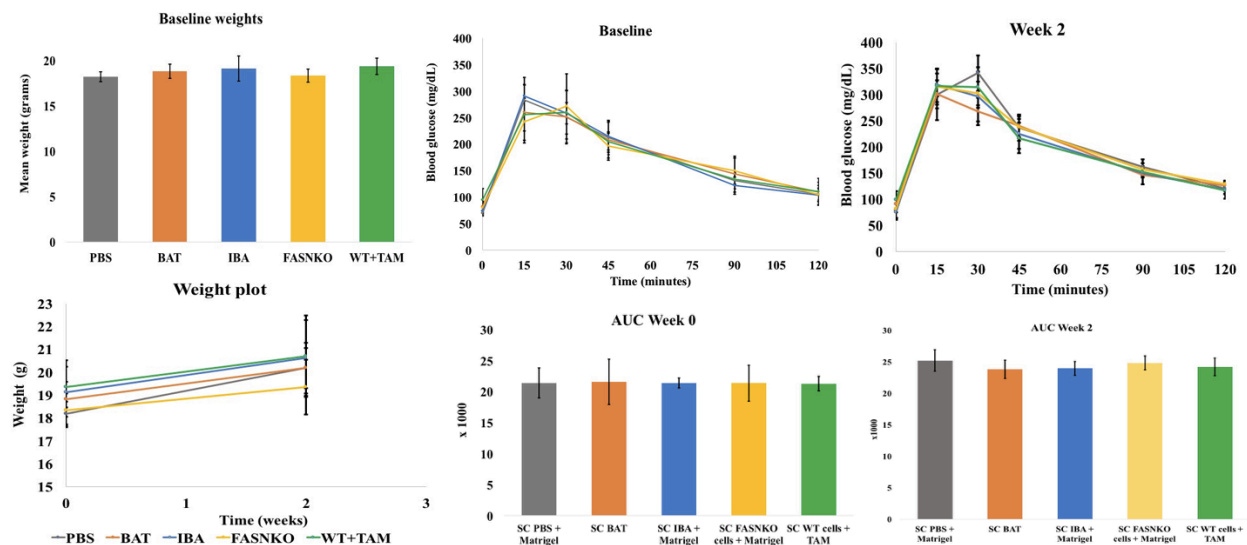 Baseline weights
Mean weight (grams)
20
15
10
5
0
PBS BAT IBA FASNKO WT+TAM
Baseline
Blood glucose (mg/dL)
400
350
300
250
200
150
100
50
0
0 15 30 45 60 75 90 105 120
Time (minutes)
Week 2
Blood glucose (mg/dL)
400
350
300
250
200
150
100
50
0
0 15 30 45 60 75 90 105 120
Time (minutes)
Weight plot
Weight (g)
23
22
21
20
19
18
17
16
15
0 1 2 3
Time (weeks)
PBS BAT IBA FASNKO WT+TAM
AUC Week 0
x 1000
30
25
20
15
10
5
0
SC PBS + Matrigel
SC BAT
SC IBA + Matrigel
SC FASNKO cells + Matrigel
SC WT cells + TAM
AUC Week 2
x1000
30
25
20
15
10
5
0
SC PBS + Matrigel
SC BAT
SC IBA + Matrigel
SC FASNKO cells + Matrigel
SC WT cells + TAM